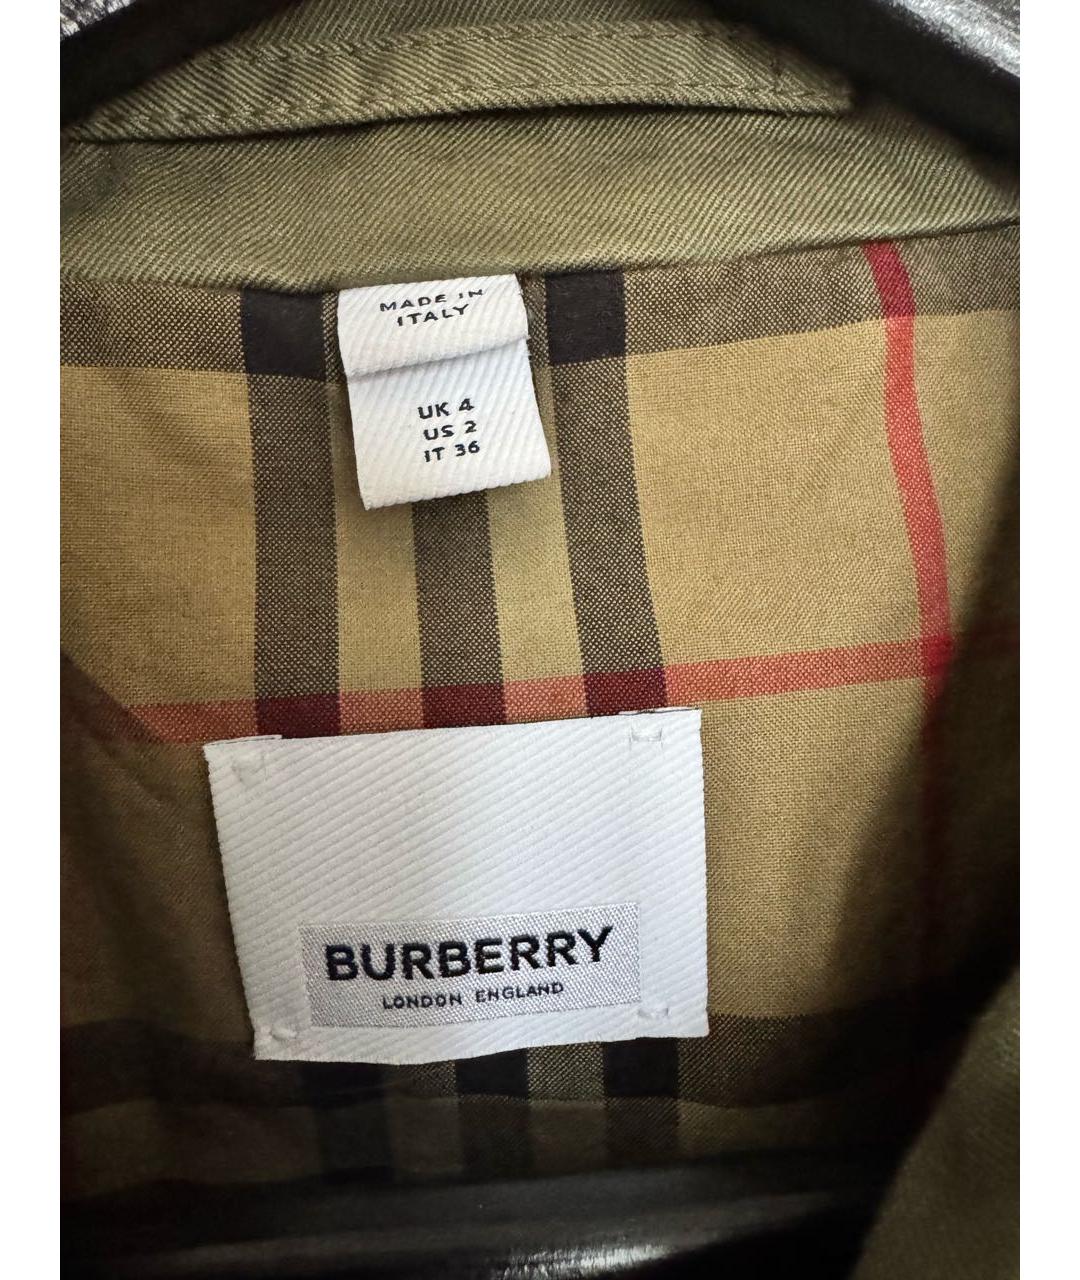 MADE IN
ITALY
UK 4
US 2
IT 36
BURBERRY
LONDON ENGLAND